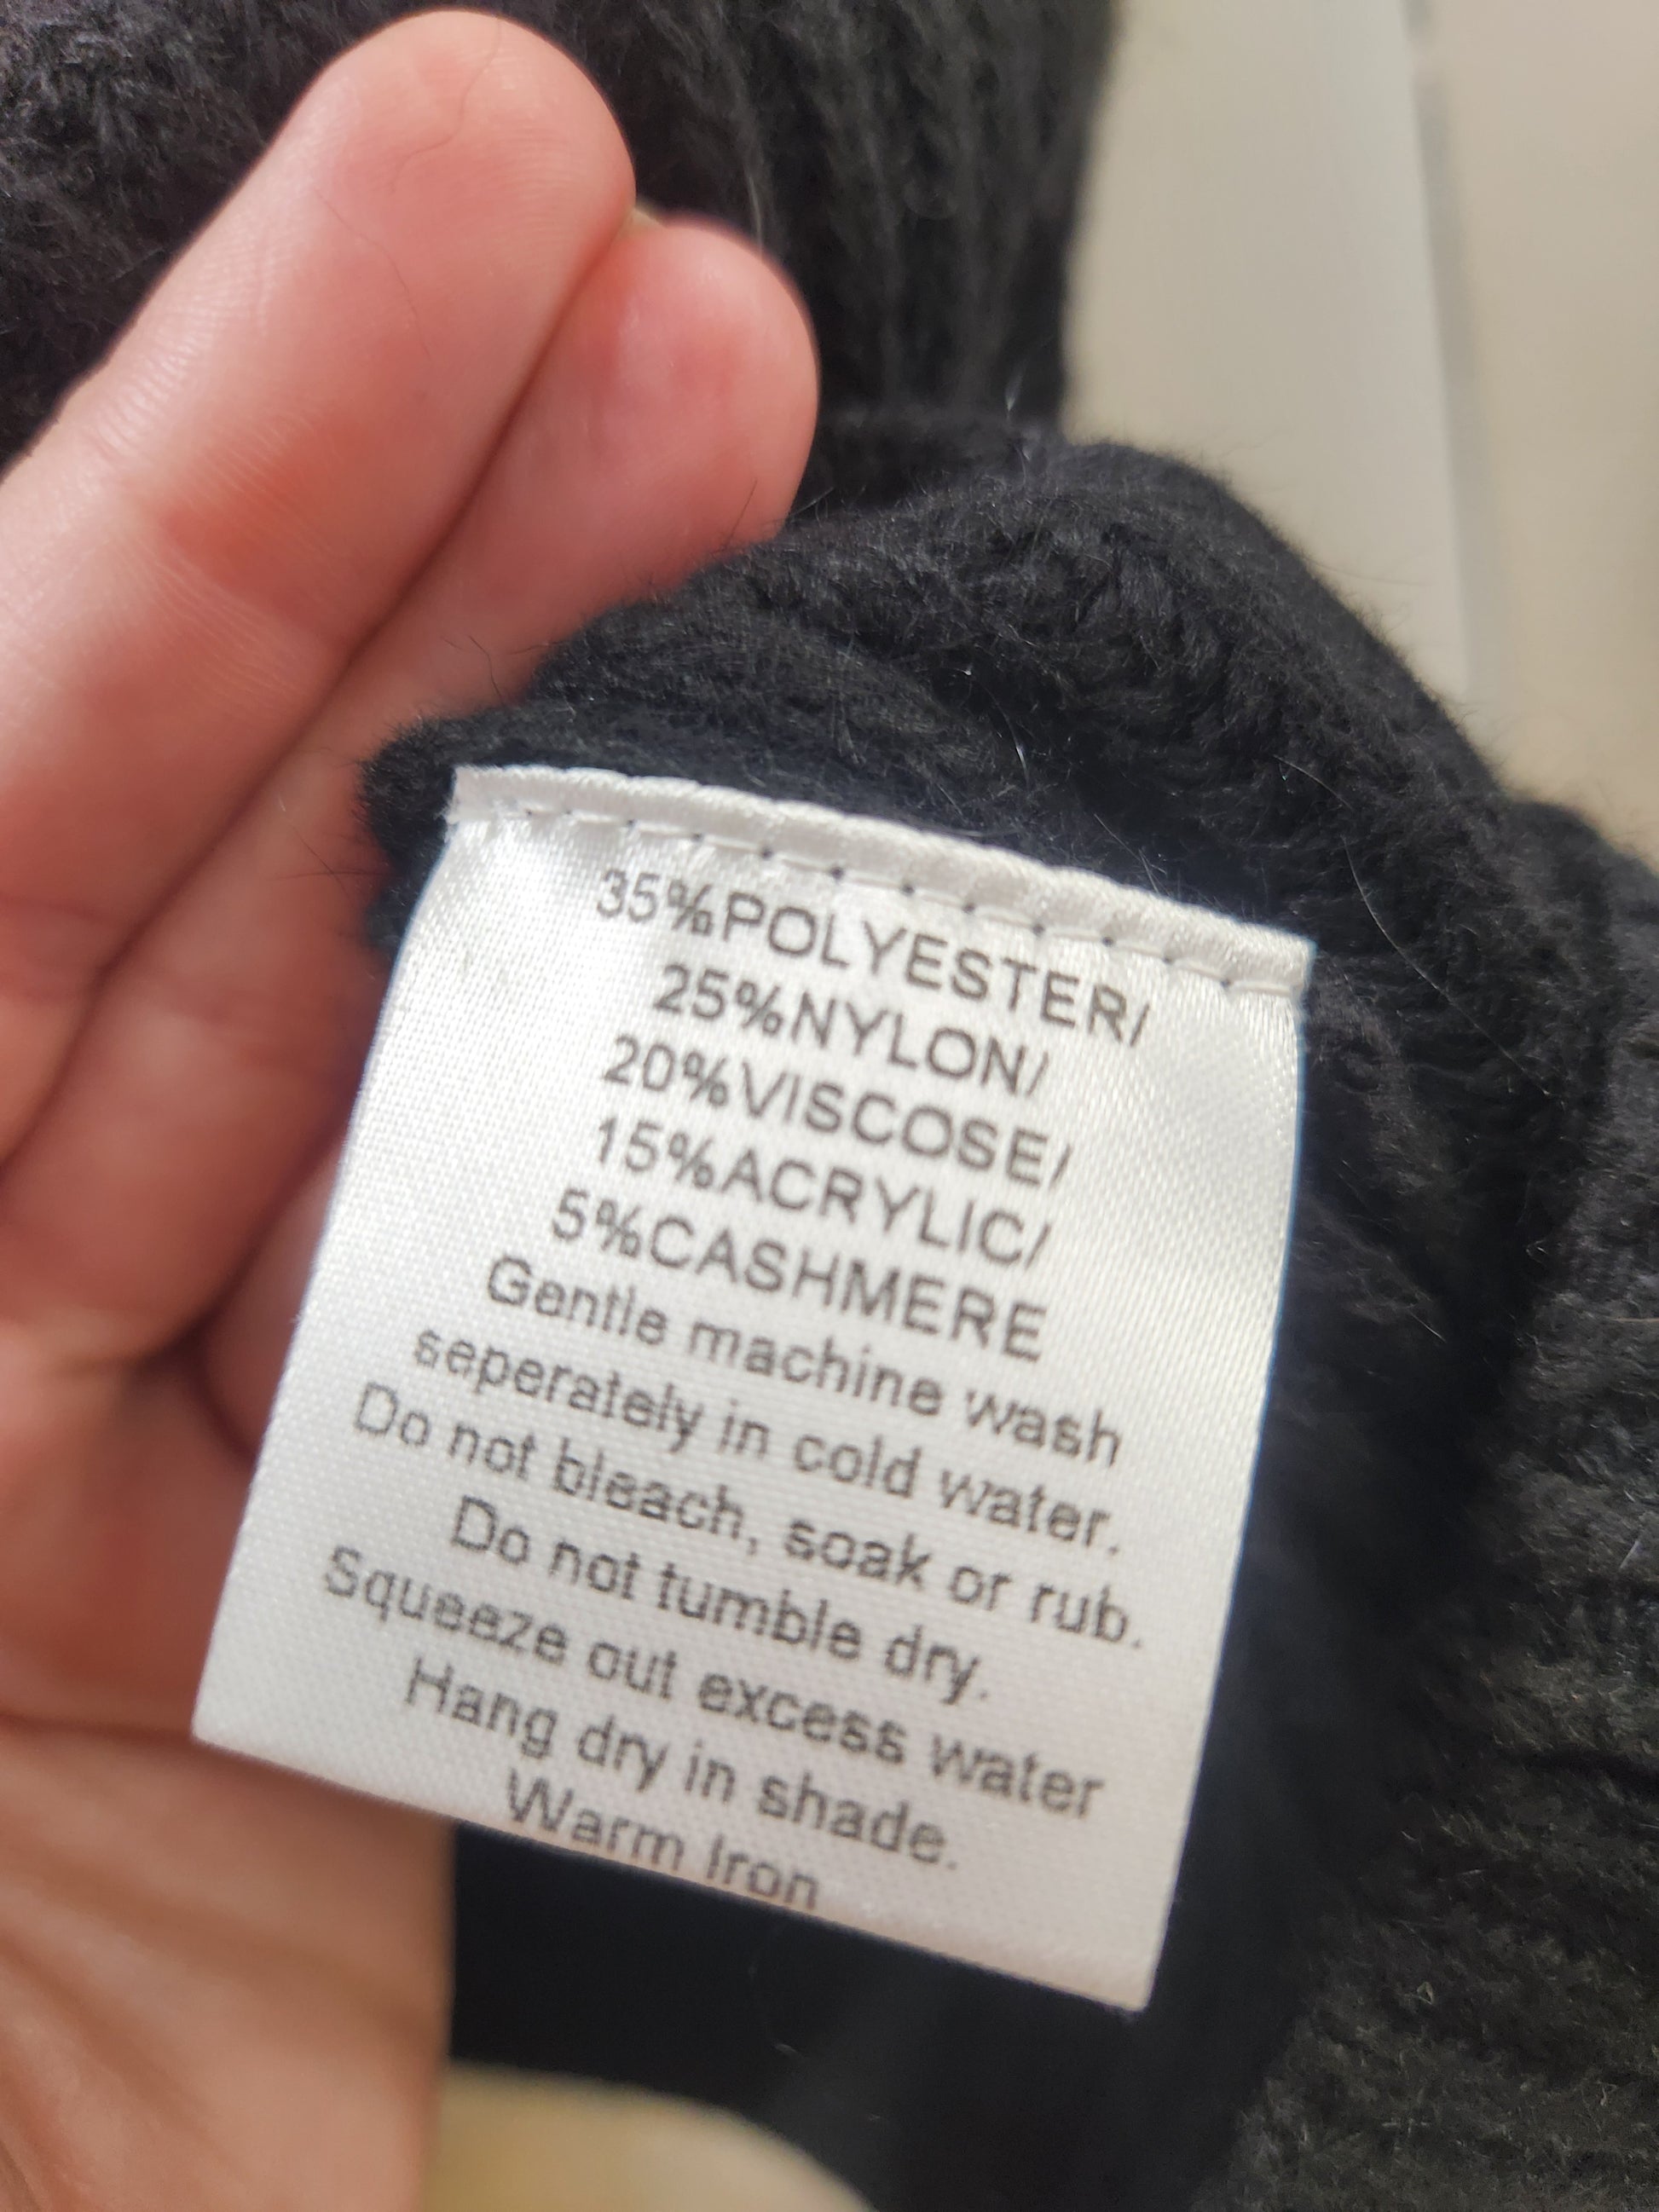 35%POLYESTER/
25%NYLON/
20%VISCOSE/
15%ACRYLIC/
5%CASHMERE
Gentle machine wash
seperately in cold water.
Do not bleach, soak or rub.
Do not tumble dry.
Squeeze out excess water
Hang dry in shade.
Warm Iron